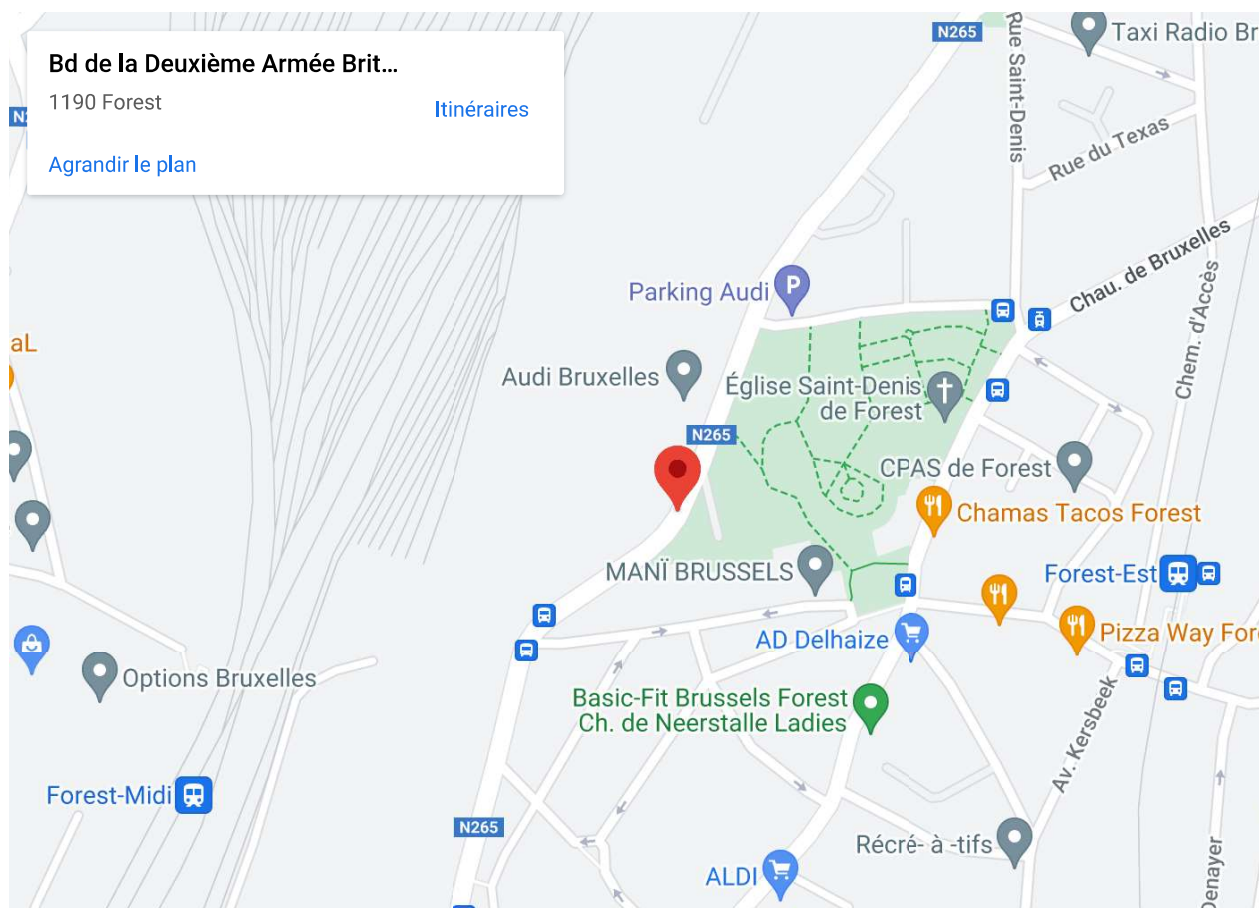 Bd de la Deuxième Armée Brit...
1190 Forest
Itinéraires
Agrandir le plan
N265
Taxi Radio Br
Rue Saint-Denis
Rue du Texas
Chau. de Bruxelles
Chem. d'Accès
Parking Audi
P
aL
Audi Bruxelles
Église Saint-Denis
de Forest
N265
CPAS de Forest
Chamas Tacos Forest
MANÏ BRUSSELS
Forest-Est
AD Delhaize
Pizza Way For
Options Bruxelles
Basic-Fit Brussels Forest
Ch. de Neerstalle Ladies
Av. Kersbeek
Forest-Midi
N265
Récré- à -tifs
ALDI
Denayer